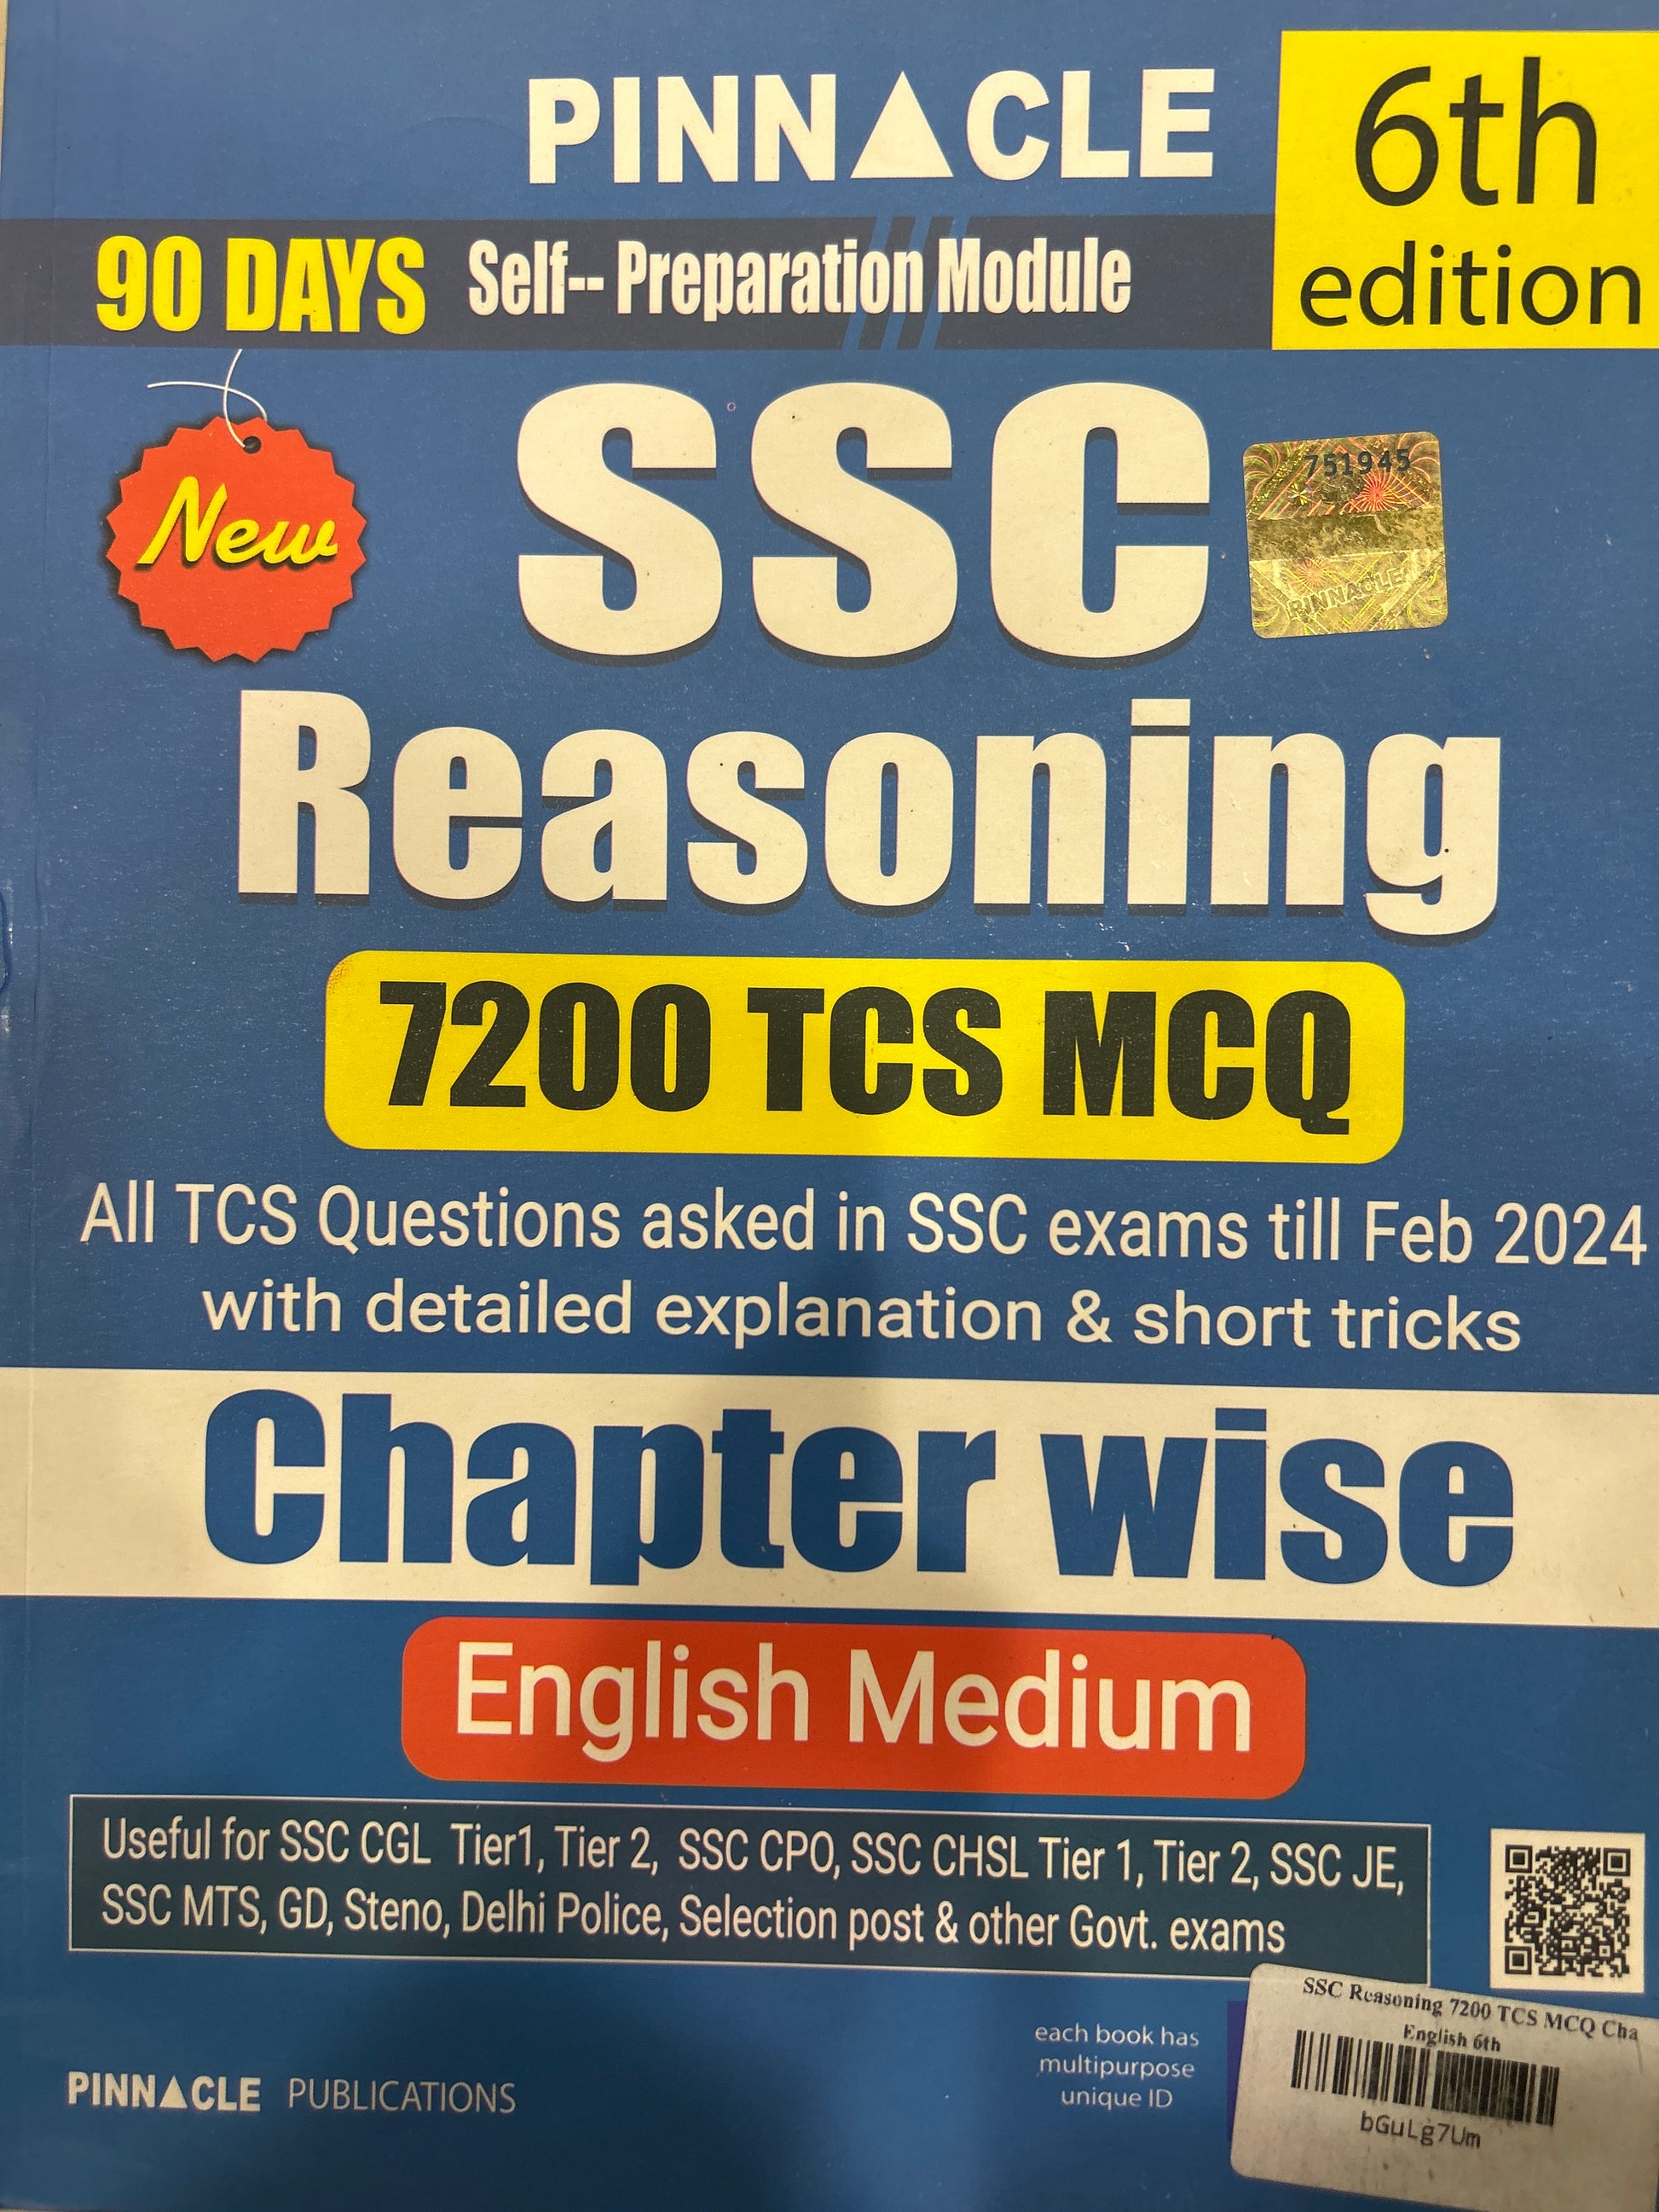 PINNACLE
6th
edition
90 DAYS Self-- Preparation Module
New
SSC
751945
PINNACLE
Reasoning
7200 TCS MCQ
All TCS Questions asked in SSC exams till Feb 2024
with detailed explanation & short tricks
Chapter wise
English Medium
Useful for SSC CGL Tier1, Tier 2, SSC CPO, SSC CHSL Tier 1, Tier 2, SSC JE,
SSC MTS, GD, Steno, Delhi Police, Selection post & other Govt. exams
PINNACLE PUBLICATIONS
each book has
multipurpose
unique ID
SSC Reasoning 7200 TCS MCQ Cha
English 6th
bGuLg7Um